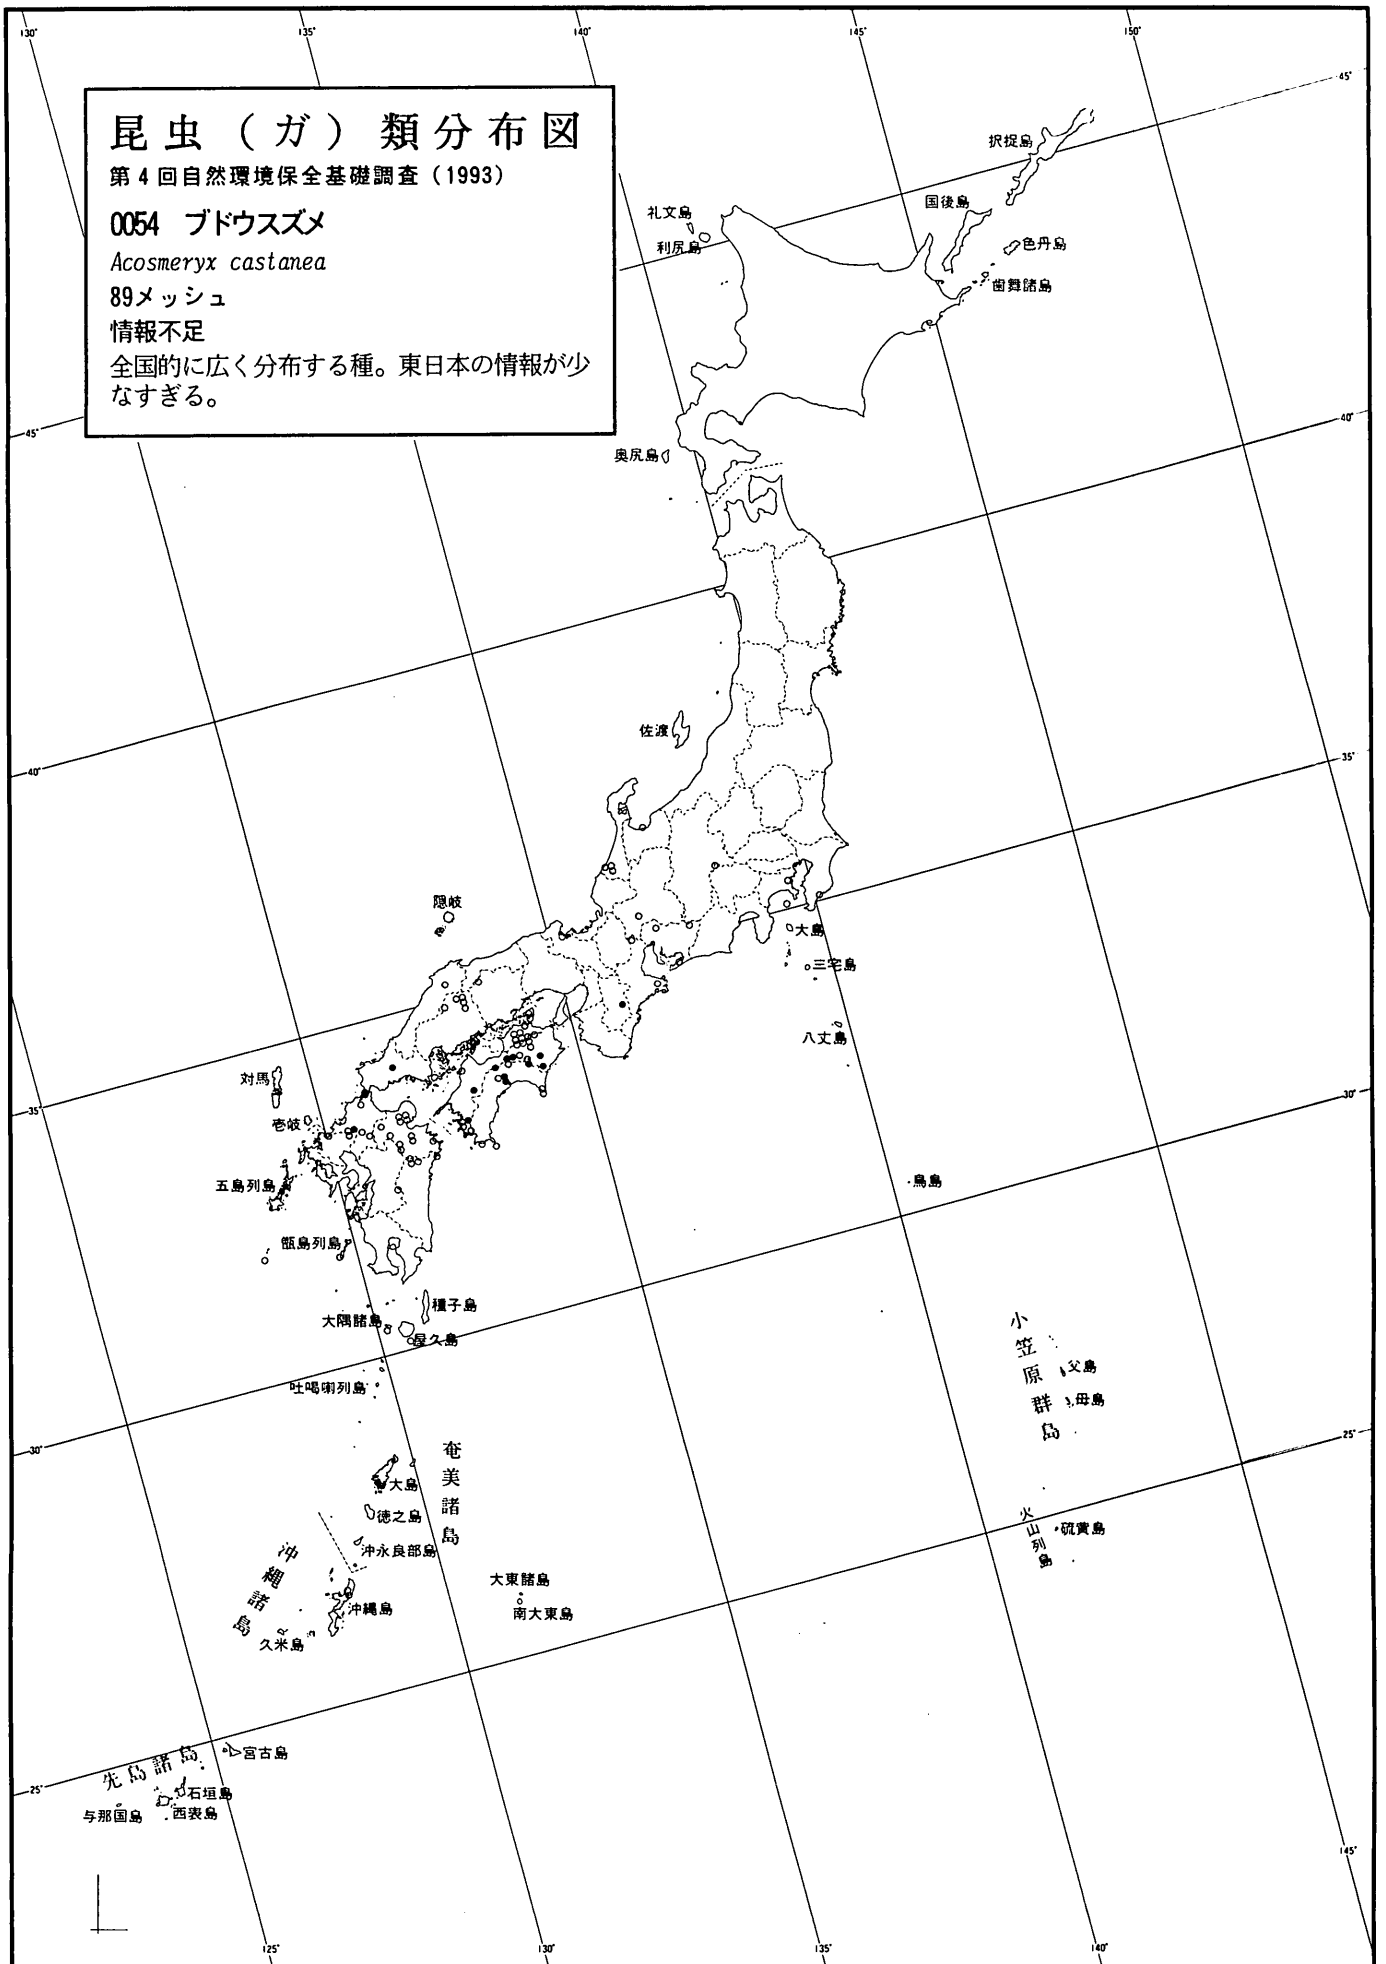 130°
135°
140°
145°
150°
昆虫（ガ）類分布図
第4回自然環境保全基礎調査（1993）
0054 ブドウスズメ
Acosmeryx castanea
89メッシュ
情報不足
全国的に広く分布する種。東日本の情報が少
なすぎる。
45°
択捉島
国後島
礼文島
利尻島
色丹島
歯舞諸島
45°
40°
奥尻島
佐渡
40°
35°
隠岐
大島
三宅島
八丈島
対馬
35°
壱岐
30°
五島列島
鳥島
甑島列島
種子島
大隅諸島
屋久島
吐噶喇列島
小笠原群島
父島
母島
30°
25°
奄美諸島
大島
徳之島
沖永良部島
火山列島
硫黄島
沖縄諸島
大東諸島
南大東島
沖縄島
久米島
先島諸島
宮古島
25°
石垣島
与那国島
西表島
145°
125°
130°
135°
140°